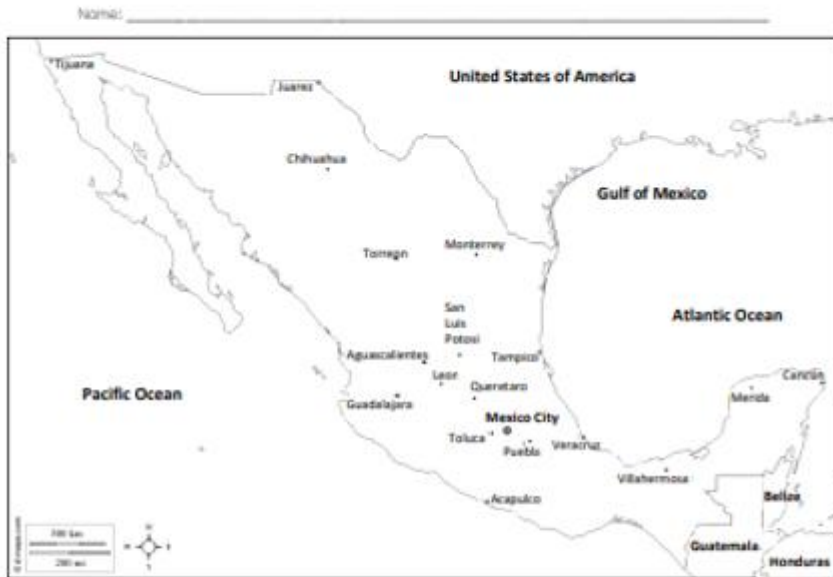 Name:
Tijuana
United States of America
Juarez
Chihuahua
Gulf of Mexico
Torreon
Monterrey
San
Luis
Potosi
Atlantic Ocean
Aguascalientes
Tampico
Leon
Cancún
Pacific Ocean
Queretaro
Merida
Guadalajara
Mexico City
Toluca
Veracruz
Puebla
Villahermosa
Acapulco
Belize
Guatemala
Honduras